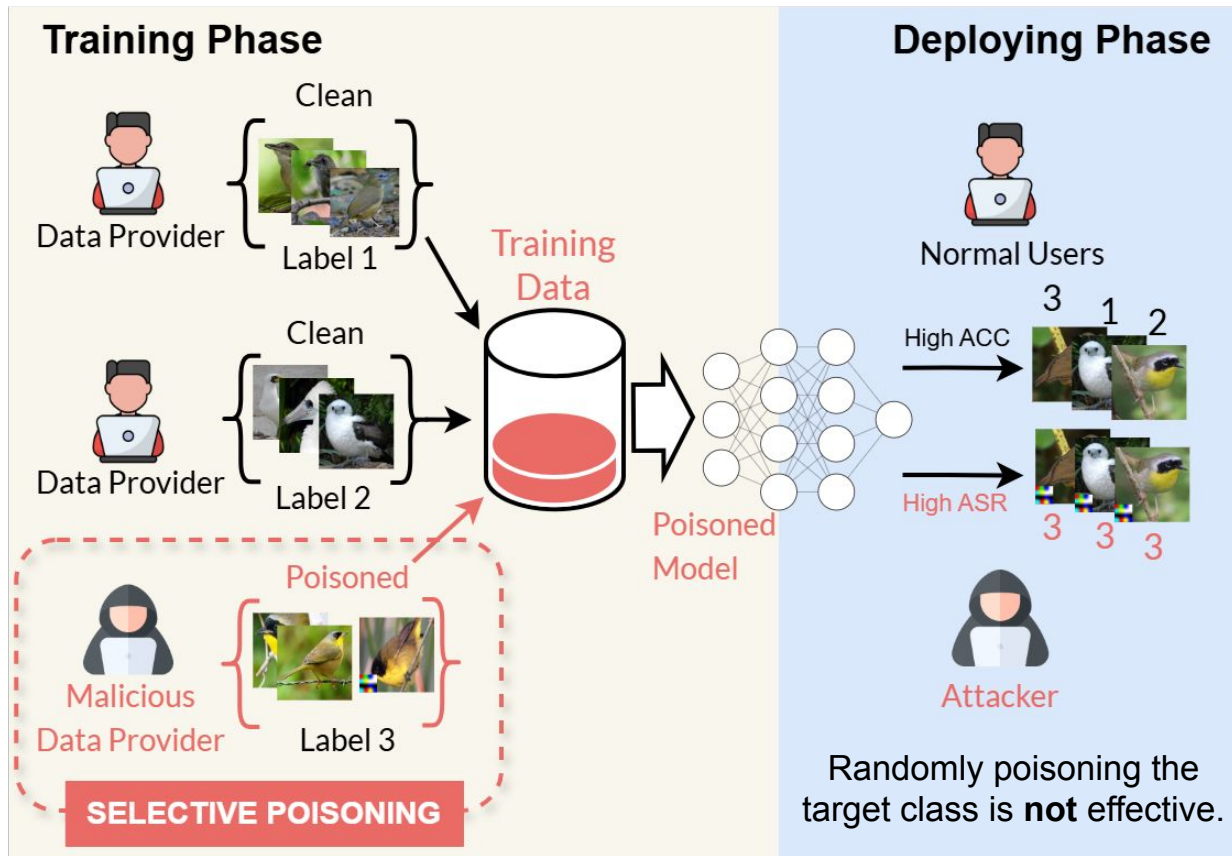 Training Phase
Clean
Data Provider
Label 1
Clean
Data Provider
Label 2
Poisoned
Malicious
Data Provider
Label 3
SELECTIVE POISONING
Training
Data
Poisoned
Model
Deploying Phase
Normal Users
High ACC
3
1
2
High ASR
3
3
3
Attacker
Randomly poisoning the
target class is not effective.